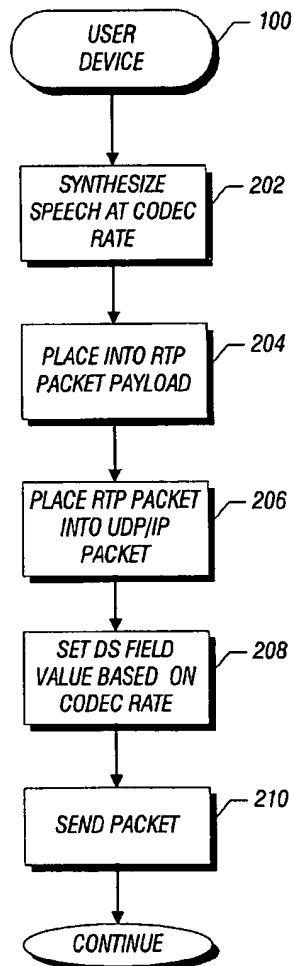 USER
DEVICE
100
SYNTHESIZE
SPEECH AT CODEC
RATE
202
PLACE INTO RTP
PACKET PAYLOAD
204
PLACE RTP PACKET
INTO UDP/IP
PACKET
206
SET DS FIELD
VALUE BASED ON
CODEC RATE
208
SEND PACKET
210
CONTINUE